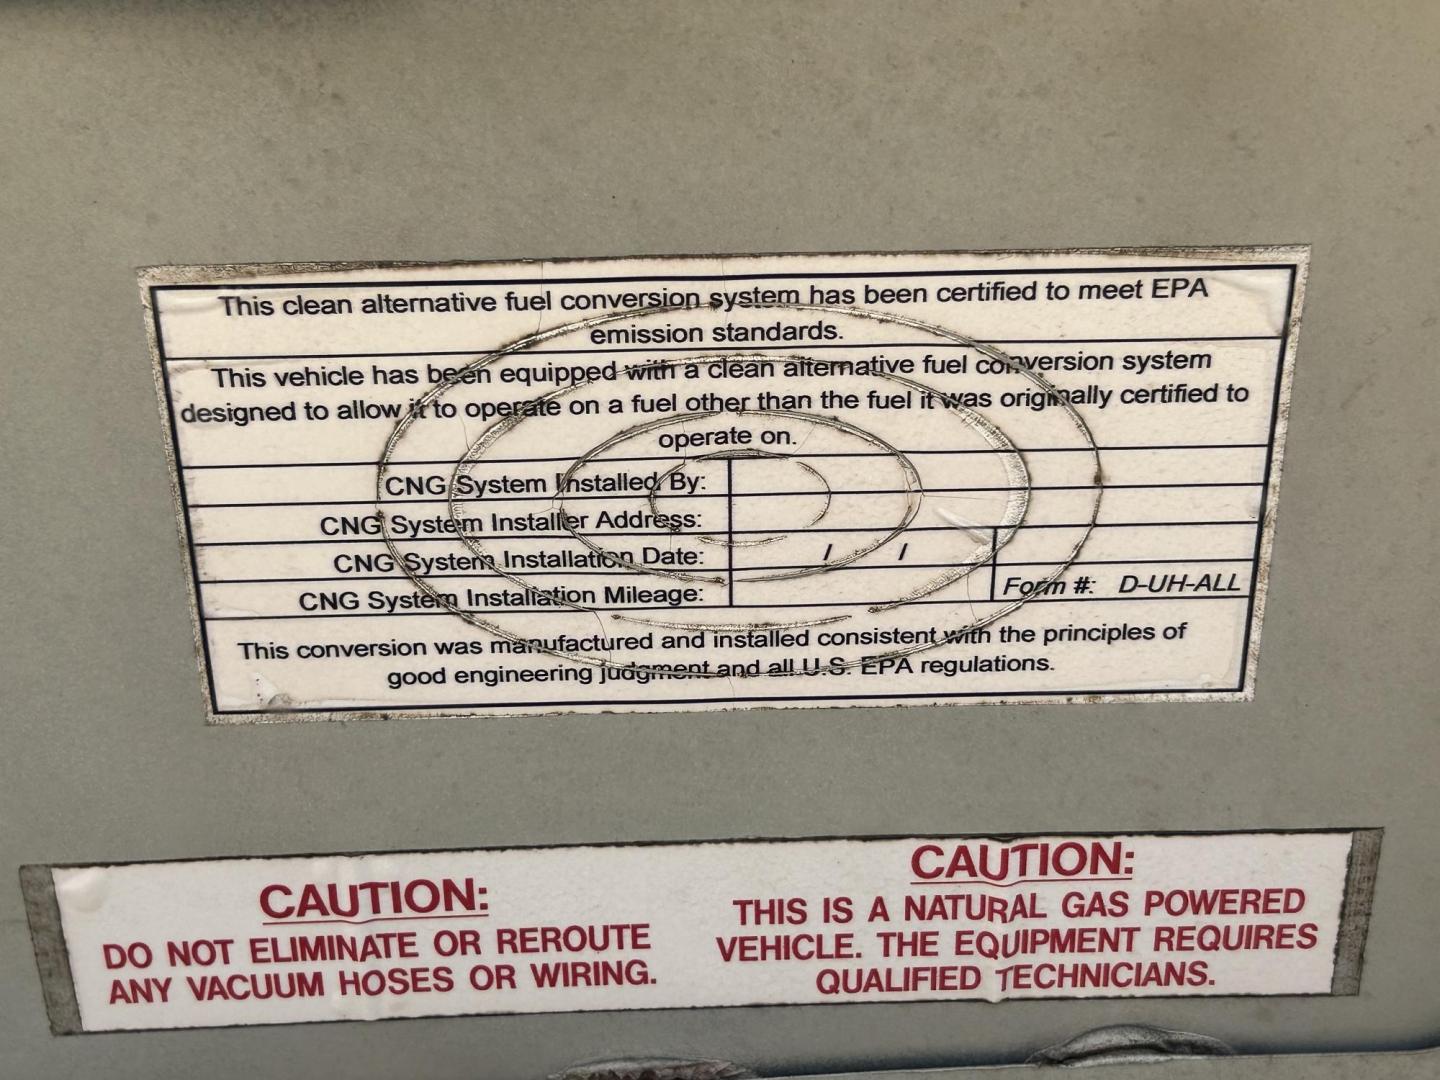 This clean alternative fuel conversion system has been certified to meet EPA
emission standards.
This vehicle has been equipped with a clean alternative fuel conversion system
designed to allow it to operate on a fuel other than the fuel it was originally certified to
operate on.
CNG System Installed By:
CNG System Installer Address:
CNG System Installation Date: / /
CNG System Installation Mileage: Form #: D-UH-ALL
This conversion was manufactured and installed consistent with the principles of
good engineering judgment and all U.S. EPA regulations.
CAUTION:
DO NOT ELIMINATE OR REROUTE
ANY VACUUM HOSES OR WIRING.
CAUTION:
THIS IS A NATURAL GAS POWERED
VEHICLE. THE EQUIPMENT REQUIRES
QUALIFIED TECHNICIANS.